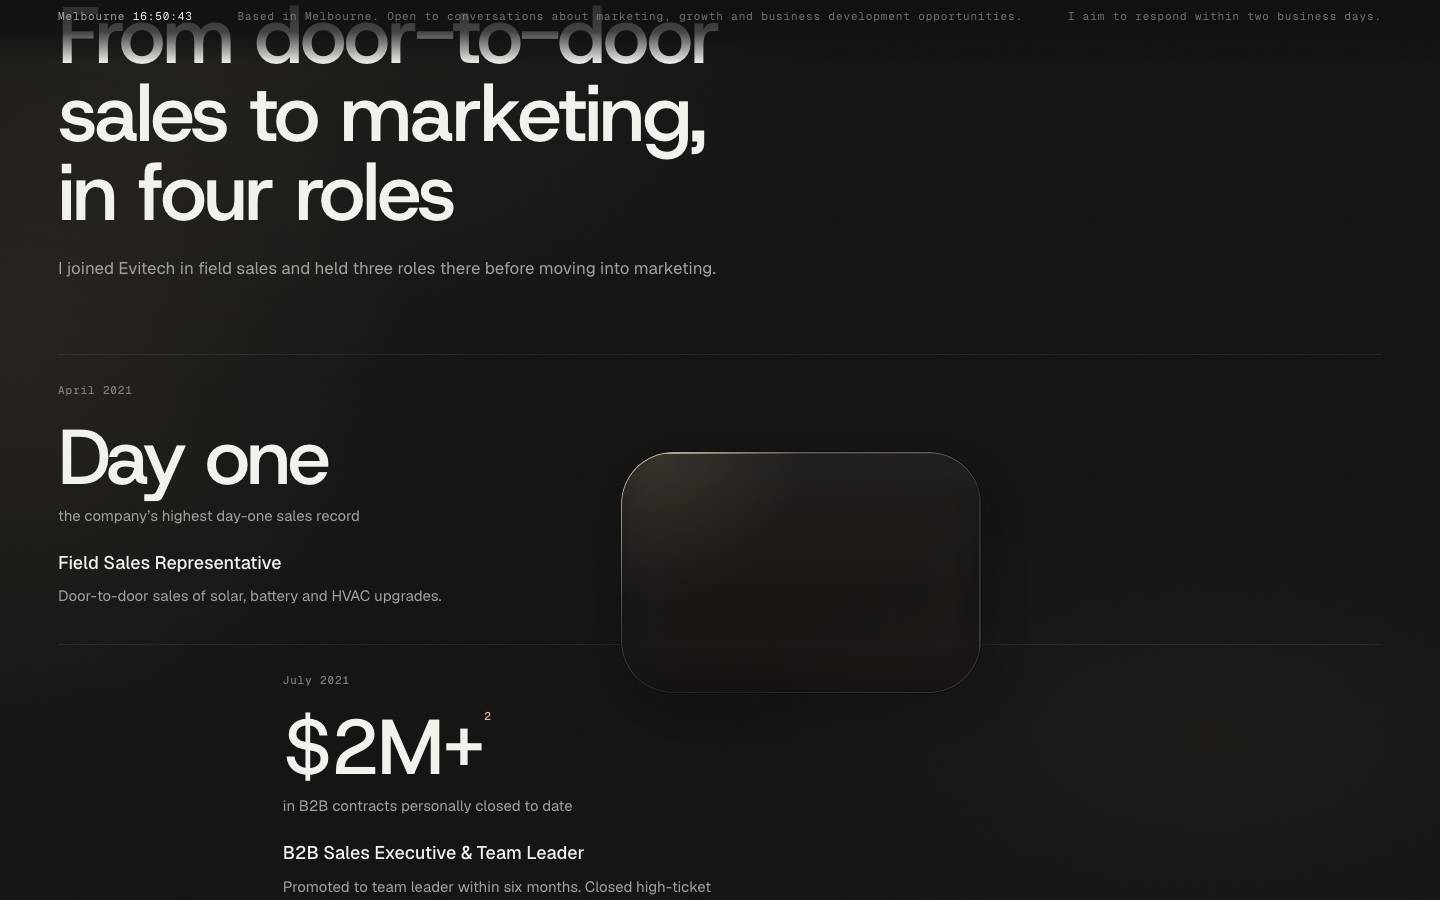 Melbourne 16:50:43 Based in Melbourne. Open to conversations about marketing, growth and business development opportunities. I aim to respond within two business days.
From door-to-door
sales to marketing,
in four roles
I joined Evitech in field sales and held three roles there before moving into marketing.
April 2021
Day one
the company’s highest day-one sales record
Field Sales Representative
Door-to-door sales of solar, battery and HVAC upgrades.
July 2021
$2M+ 2
in B2B contracts personally closed to date
B2B Sales Executive & Team Leader
Promoted to team leader within six months. Closed high-ticket